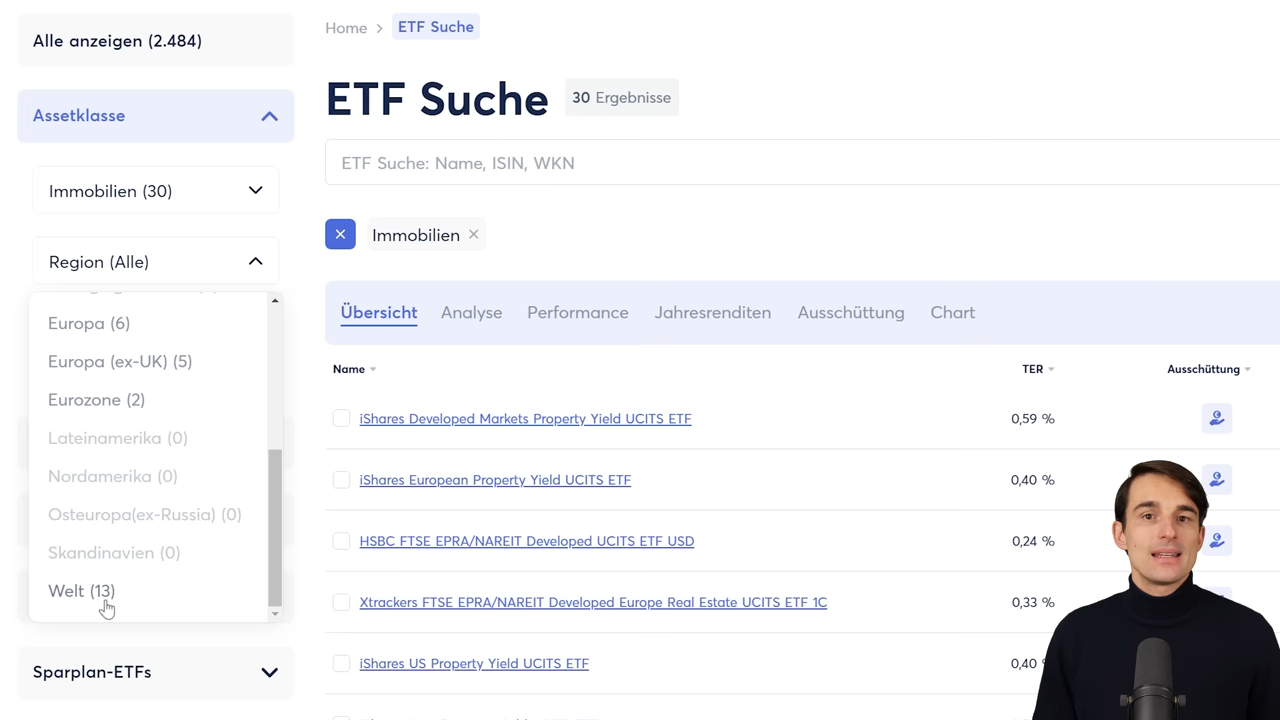 Alle anzeigen (2.484)
Home > ETF Suche
Assetklasse
ETF Suche
30 Ergebnisse
ETF Suche: Name, ISIN, WKN
Immobilien (30)
Immobilien
Region (Alle)
Europa (6)
Europa (ex-UK) (5)
Eurozone (2)
Lateinamerika (0)
Nordamerika (0)
Osteuropa(ex-Russia) (0)
Skandinavien (0)
Welt (13)
Sparplan-ETFs
Übersicht Analyse Performance Jahresrenditen Ausschüttung Chart
Name TER Ausschüttung
iShares Developed Markets Property Yield UCITS ETF 0,59 %
iShares European Property Yield UCITS ETF 0,40 %
HSBC FTSE EPRA/NAREIT Developed UCITS ETF USD 0,24 %
Xtrackers FTSE EPRA/NAREIT Developed Europe Real Estate UCITS ETF 1C 0,33 %
iShares US Property Yield UCITS ETF 0,40